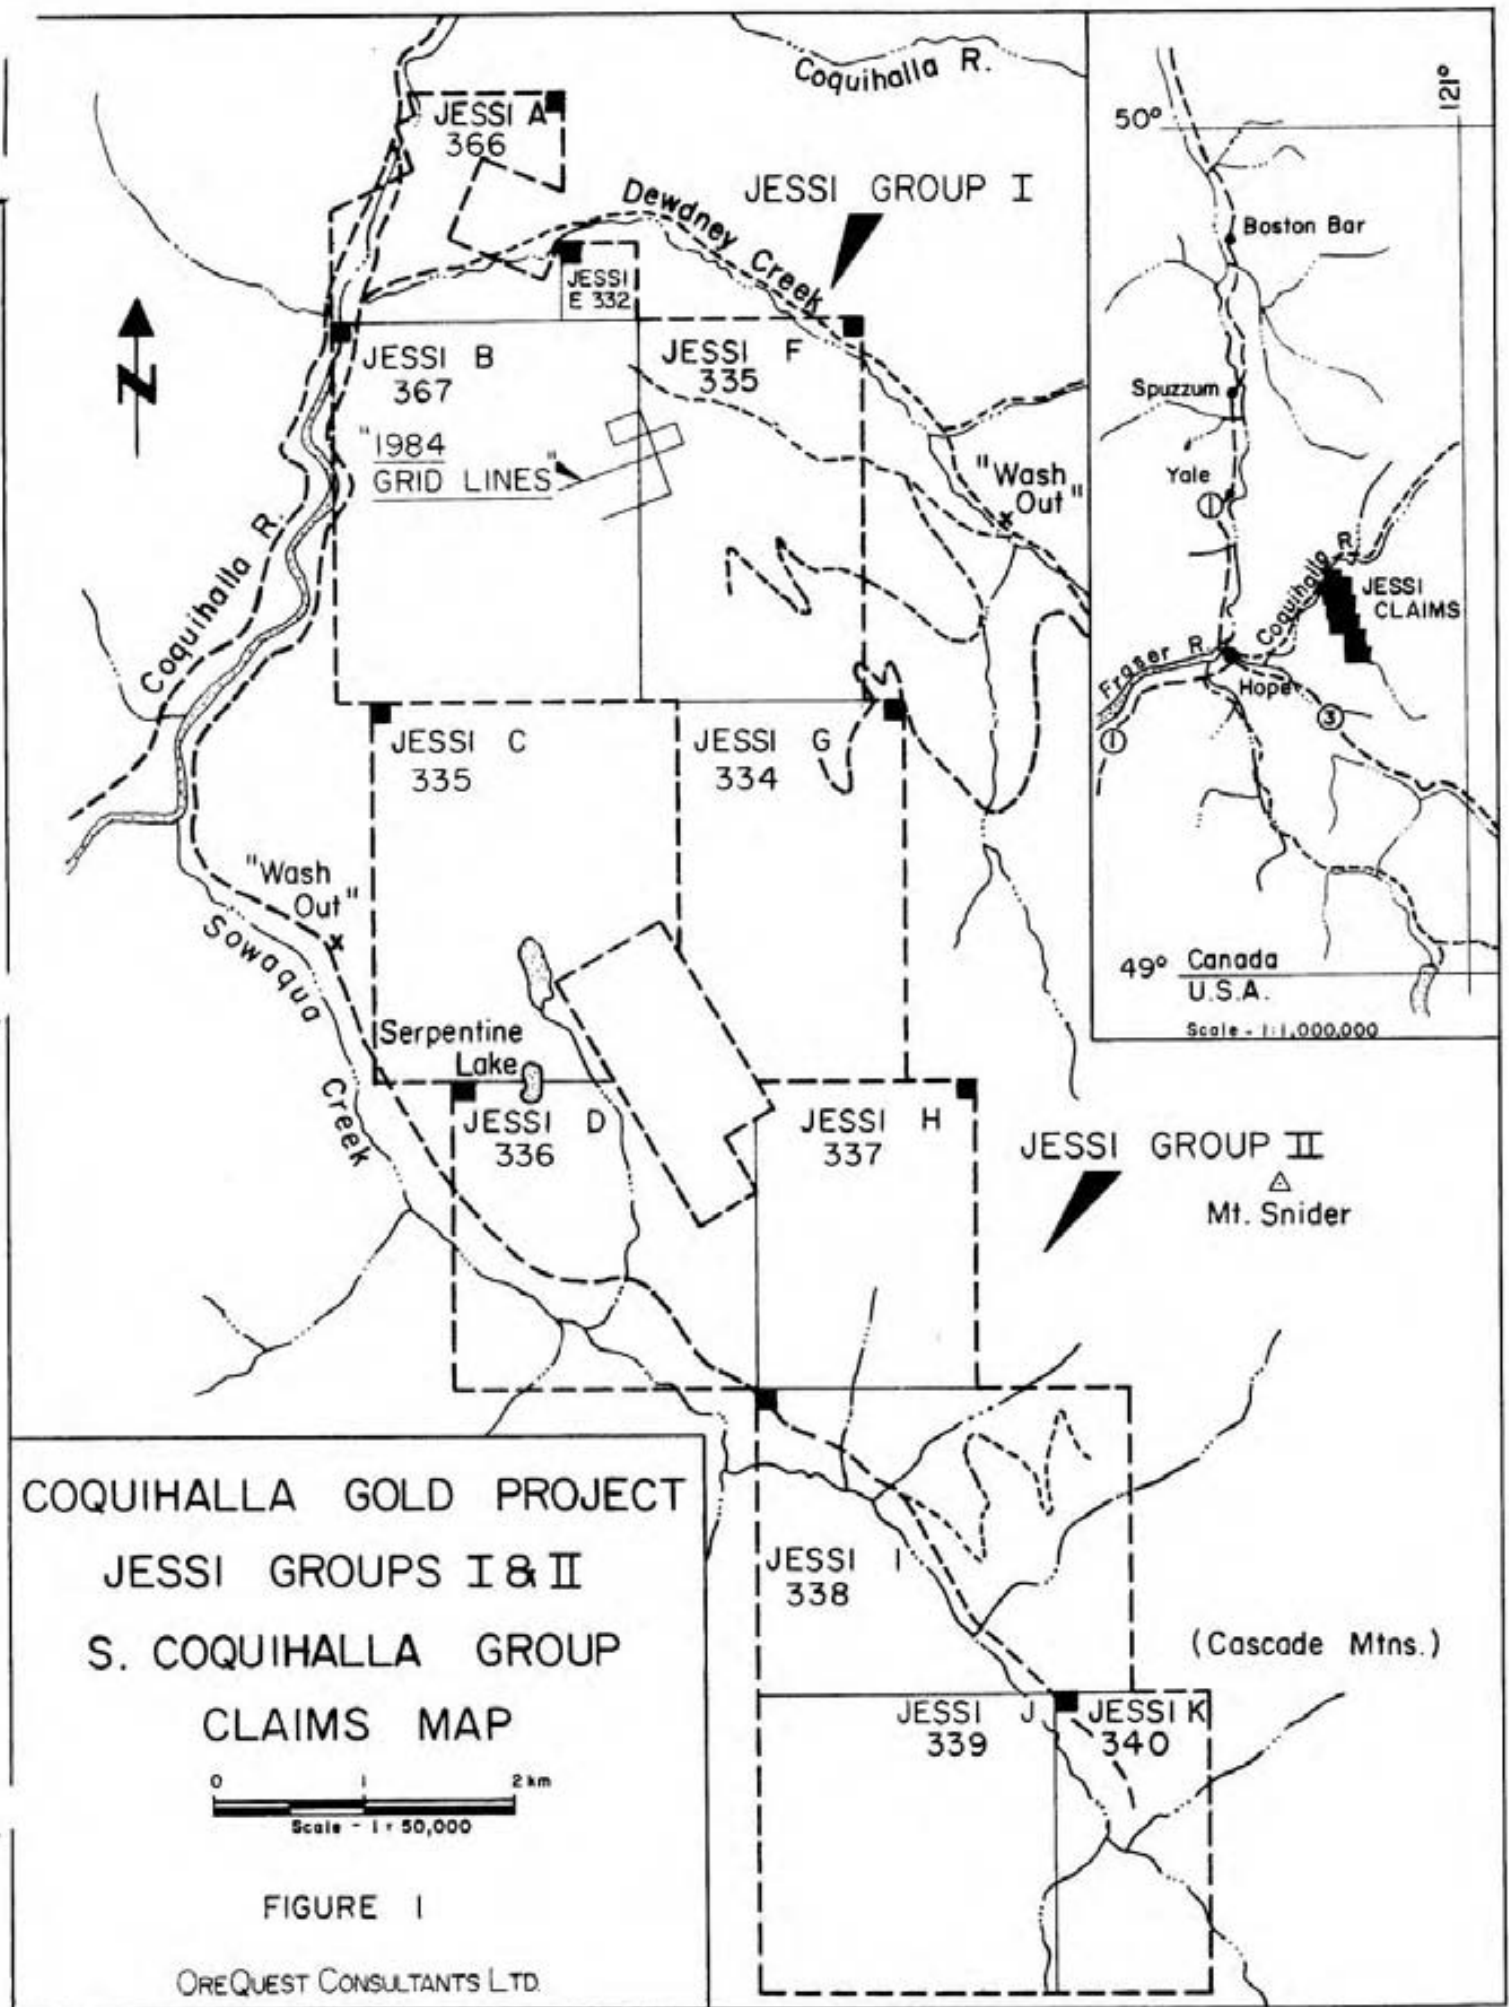 Coquihalla R.
JESSI A
366
Dewdney Creek
JESSI GROUP I
JESSI
E 332
N
JESSI B
367
JESSI F
335
"1984
GRID LINES"
"Wash
Out"
Coquihalla R.
JESSI C
335
JESSI G
334
"Wash
Out"
Sowaqua
Creek
Serpentine
Lake
JESSI D
336
JESSI H
337
JESSI GROUP II
Mt. Snider
JESSI I
338
(Cascade Mtns.)
JESSI J
339
JESSI K
340
121°
50°
Boston Bar
Spuzzum
Yale
1
Coquihalla R.
JESSI
CLAIMS
Fraser R.
Hope
3
1
49° Canada
U.S.A.
Scale - 1:1,000,000
COQUIHALLA GOLD PROJECT
JESSI GROUPS I & II
S. COQUIHALLA GROUP
CLAIMS MAP
0 1 2 km
Scale - 1 : 50,000
FIGURE 1
OREQUEST CONSULTANTS LTD.